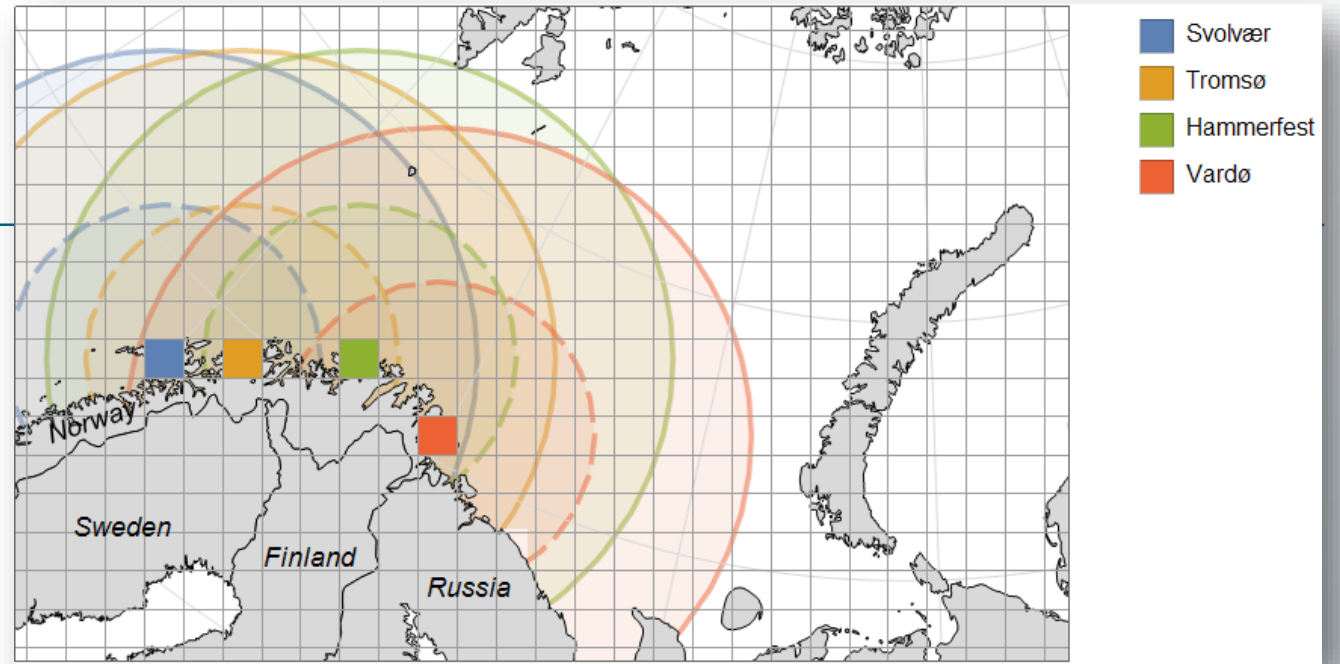 Svolvær
Tromsø
Hammerfest
Vardø
Norway
Sweden
Finland
Russia